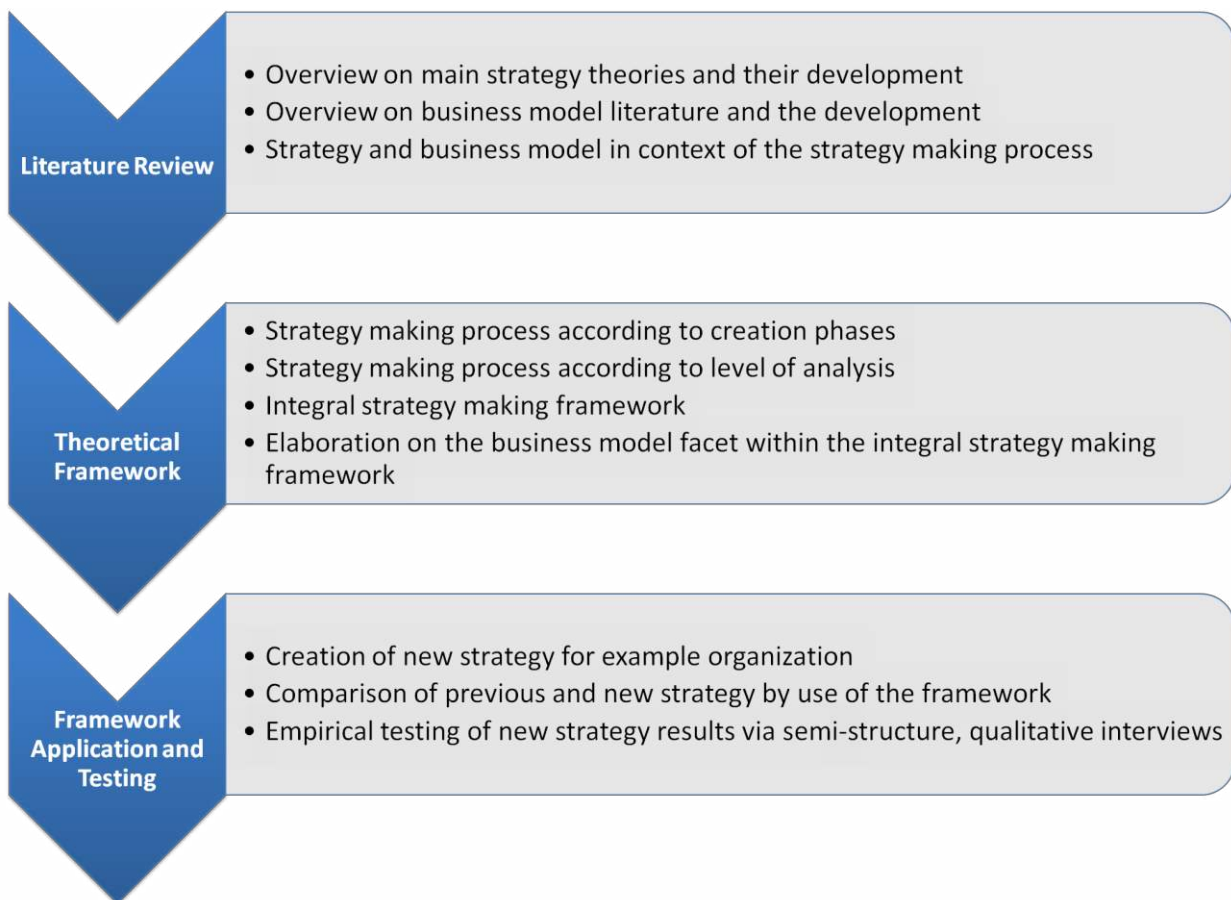 Literature Review
• Overview on main strategy theories and their development
• Overview on business model literature and the development
• Strategy and business model in context of the strategy making process
Theoretical
Framework
• Strategy making process according to creation phases
• Strategy making process according to level of analysis
• Integral strategy making framework
• Elaboration on the business model facet within the integral strategy making
framework
Framework
Application and
Testing
• Creation of new strategy for example organization
• Comparison of previous and new strategy by use of the framework
• Empirical testing of new strategy results via semi-structure, qualitative interviews